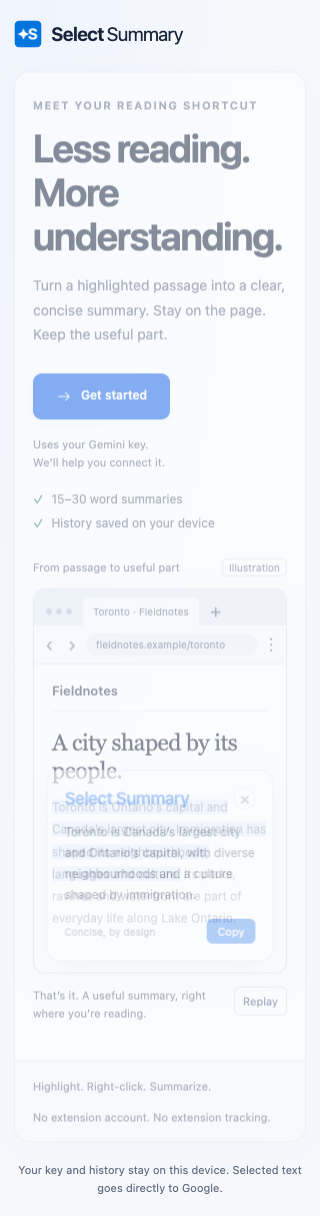 S
Select Summary
MEET YOUR READING SHORTCUT
Less reading.
More
understanding.
Turn a highlighted passage into a clear,
concise summary. Stay on the page.
Keep the useful part.
→ Get started
Uses your Gemini key.
We'll help you connect it.
✓ 15–30 word summaries
✓ History saved on your device
From passage to useful part
Illustration
Toronto · Fieldnotes
fieldnotes.example/toronto
Fieldnotes
A city shaped by its
people.
Select Summary
Toronto is Ontario's capital and
Toronto is Canada's largest city
and Ontario's capital, with diverse
neighbourhoods and a culture
shaped by immigration.
everyday life along Lake Ontario.
Concise, by design
Copy
That's it. A useful summary, right
where you're reading.
Replay
Highlight. Right-click. Summarize.
No extension account. No extension tracking.
Your key and history stay on this device. Selected text
goes directly to Google.